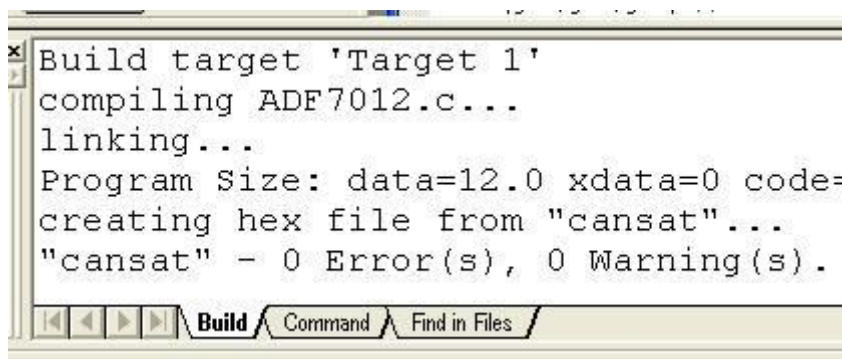 Build target 'Target 1'
compiling ADF7012.c...
linking...
Program Size: data=12.0 xdata=0 code=
creating hex file from "cansat"...
"cansat" - 0 Error(s), 0 Warning(s).
Build Command Find in Files